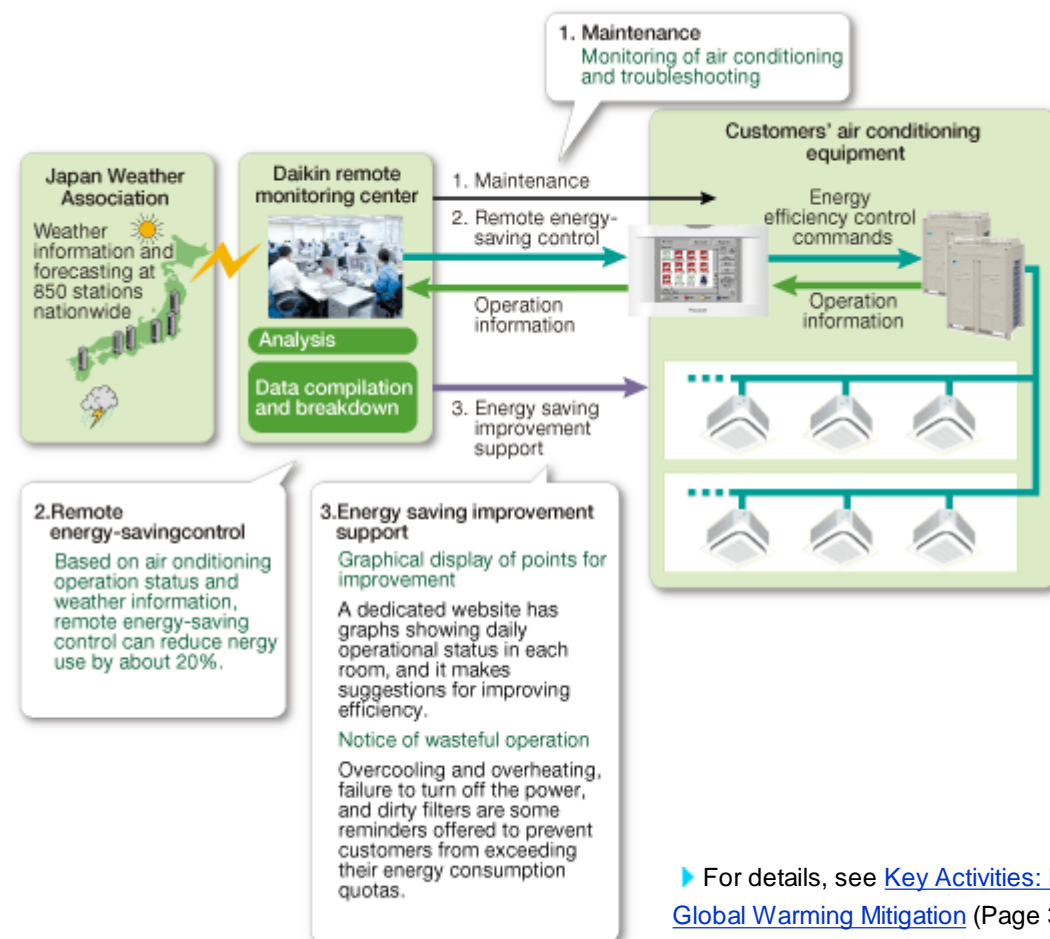 1. Maintenance
Monitoring of air conditioning
and troubleshooting
Japan Weather
Association
Weather
information and
forecasting at
850 stations
nationwide
Daikin remote
monitoring center
Analysis
Data compilation
and breakdown
1. Maintenance
2. Remote energy-
saving control
Operation
information
3. Energy saving
improvement
support
Customers' air conditioning
equipment
Energy
efficiency control
commands
Operation
information
2.Remote
energy-savingcontrol
Based on air onditioning
operation status and
weather information,
remote energy-saving
control can reduce nergy
use by about 20%.
3.Energy saving improvement
support
Graphical display of points for
improvement
A dedicated website has
graphs showing daily
operational status in each
room, and it makes
suggestions for improving
efficiency.
Notice of wasteful operation
Overcooling and overheating,
failure to turn off the power,
and dirty filters are some
reminders offered to prevent
customers from exceeding
their energy consumption
quotas.
For details, see Key Activities:
Global Warming Mitigation (Page 3